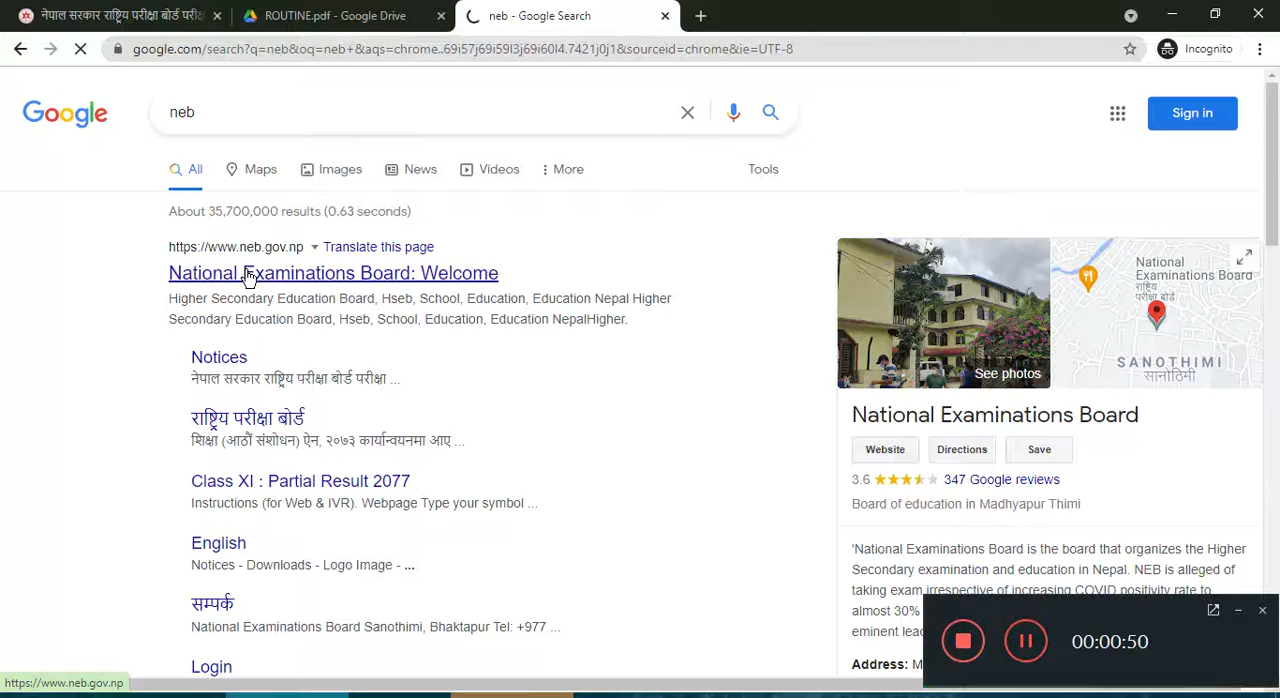 नेपाल सरकार राष्ट्रिय परीक्षा बोर्ड परी
ROUTINE.pdf - Google Drive
neb - Google Search
google.com/search?q=neb&oq=neb+&aqs=chrome..69i57j69i59l3j69i60l4.7421j0j1&sourceid=chrome&ie=UTF-8
Incognito
Google
neb
Sign in
All
Maps
Images
News
Videos
More
Tools
About 35,700,000 results (0.63 seconds)
https://www.neb.gov.np
Translate this page
National Examinations Board: Welcome
Higher Secondary Education Board, Hseb, School, Education, Education Nepal Higher
Secondary Education Board, Hseb, School, Education, Education NepalHigher.
Notices
नेपाल सरकार राष्ट्रिय परीक्षा बोर्ड परीक्षा ...
राष्ट्रिय परीक्षा बोर्ड
शिक्षा (आठौं संशोधन) ऐन, २०७३ कार्यान्वयनमा आए ...
Class XI : Partial Result 2077
Instructions (for Web & IVR). Webpage Type your symbol ...
English
Notices - Downloads - Logo Image - ...
सम्पर्क
National Examinations Board Sanothimi, Bhaktapur Tel: +977 ...
Login
https://www.neb.gov.np
See photos
National
Examinations Board
राष्ट्रिय
परीक्षा बोर्ड
SANOTHIMI
सानोठिमी
National Examinations Board
Website
Directions
Save
3.6
347 Google reviews
Board of education in Madhyapur Thimi
'National Examinations Board is the board that organizes the Higher
Secondary examination and education in Nepal. NEB is alleged of
taking exam irrespective of increasing COVID positivity rate to
almost 30%
eminent lead
Address: M
00:00:50